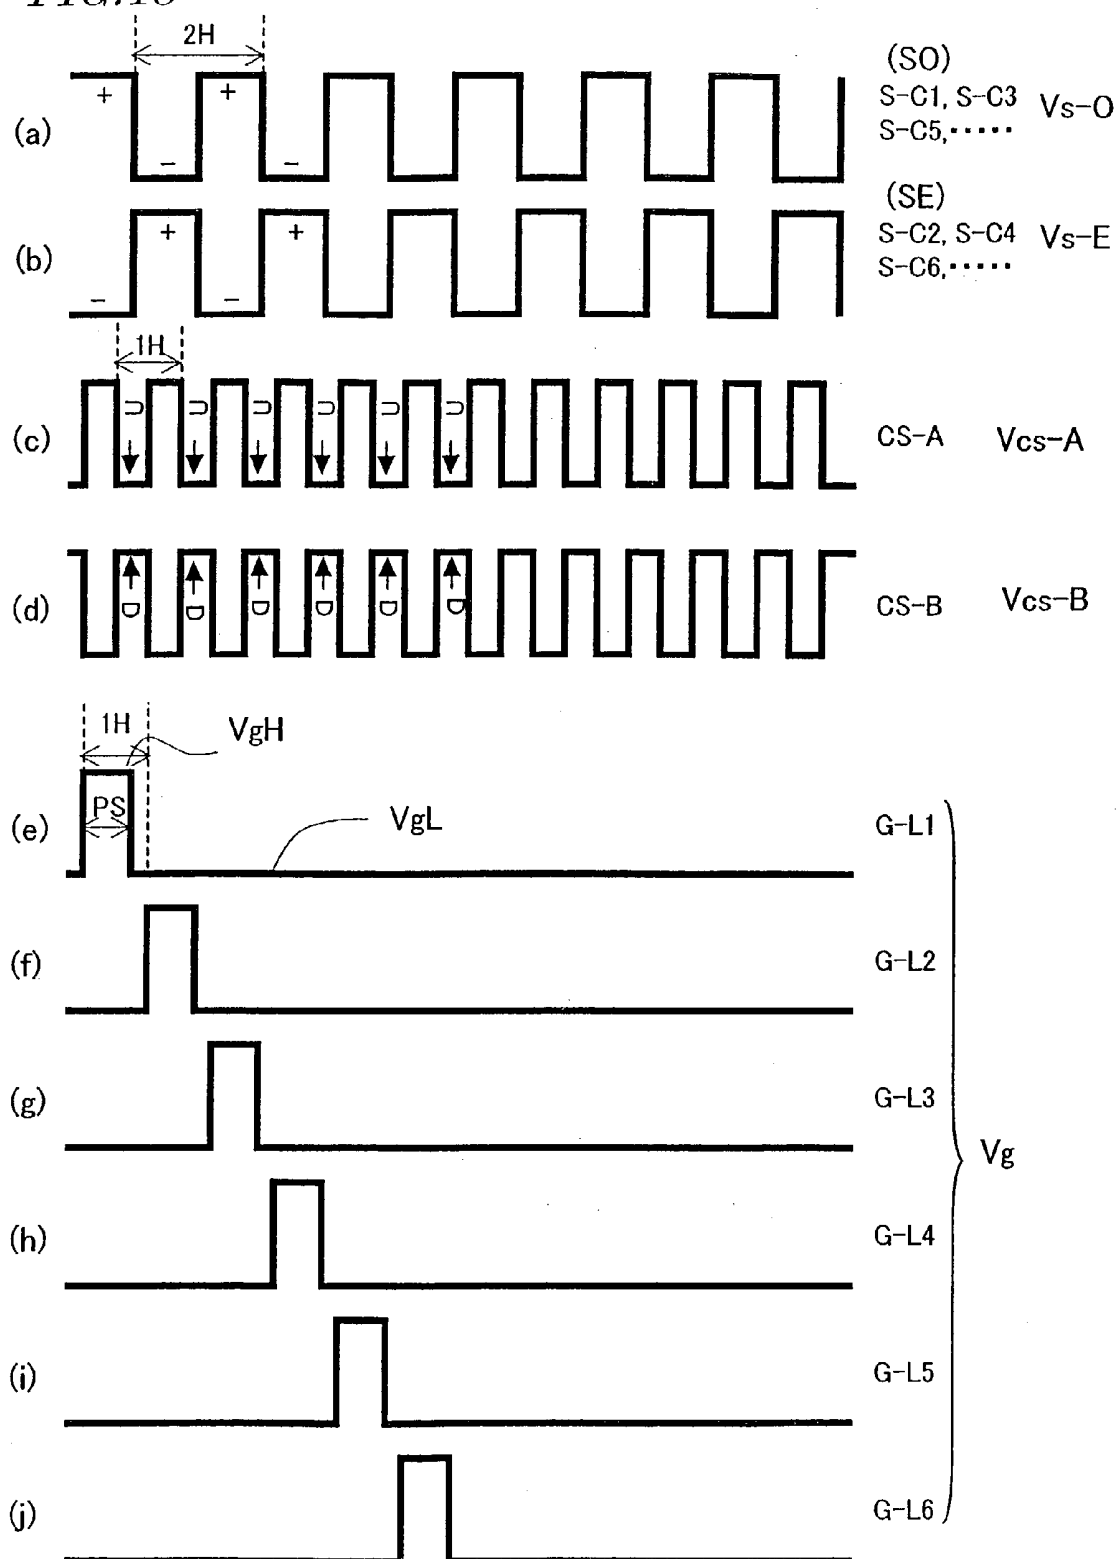 2H
(SO)
+ +
S-C1, S-C3 Vs-O
(a)
S-C5,·····
− −
(SE)
+ +
S-C2, S-C4 Vs-E
(b)
S-C6,·····
− −
1H
U U U U U U
(c) CS-A Vcs-A
(d) CS-B Vcs-B
D D D D D D
1H VgH
PS VgL
(e) G-L1
(f) G-L2
(g) G-L3
Vg
(h) G-L4
(i) G-L5
(j) G-L6